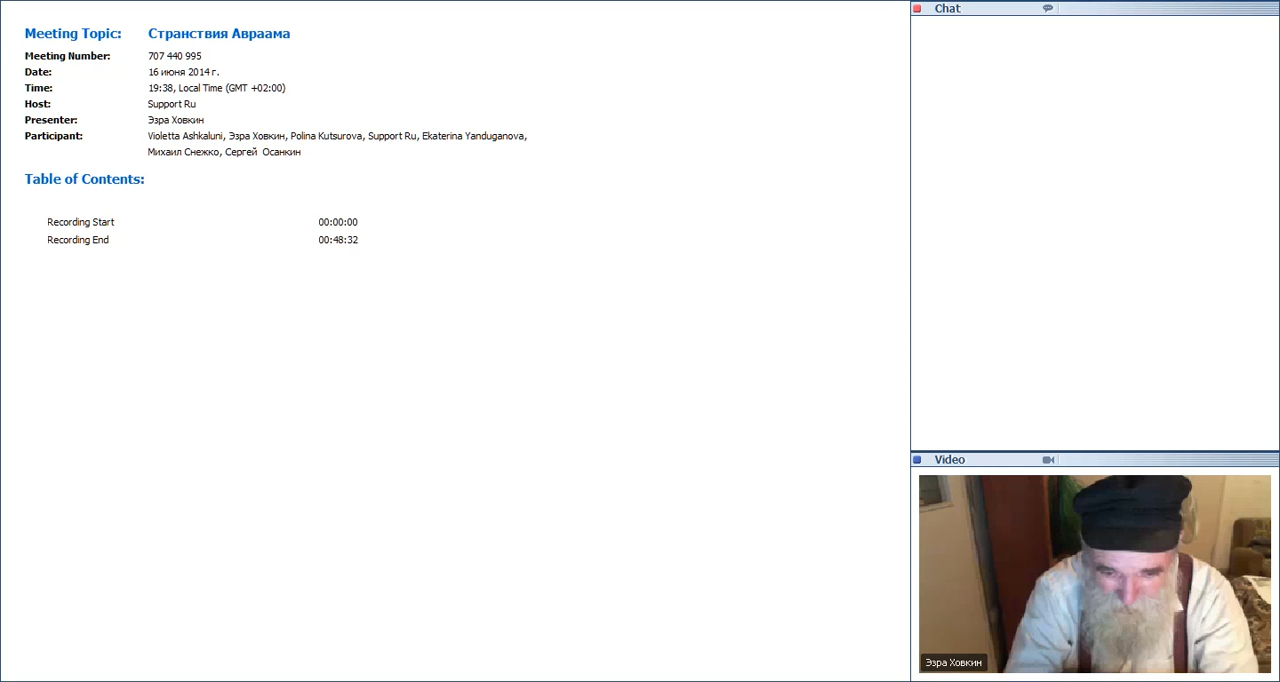 Meeting Topic: Странствия Авраама
Meeting Number: 707 440 995
Date: 16 июня 2014 г.
Time: 19:38, Local Time (GMT +02:00)
Host: Support Ru
Presenter: Эзра Ховкин
Participant: Violetta Ashkaluni, Эзра Ховкин, Polina Kutsurova, Support Ru, Ekaterina Yanduganova,
Михаил Снежко, Сергей Осанкин
Table of Contents:
Recording Start 00:00:00
Recording End 00:48:32
Chat
Video
Эзра Ховкин